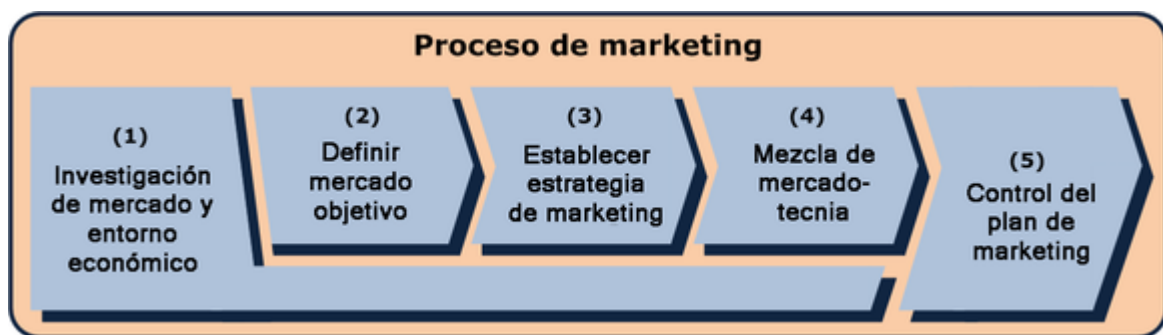 Proceso de marketing
(1)
Investigación
de mercado y
entorno
económico
(2)
Definir
mercado
objetivo
(3)
Establecer
estrategia
de marketing
(4)
Mezcla de
mercado-
tecnia
(5)
Control del
plan de
marketing